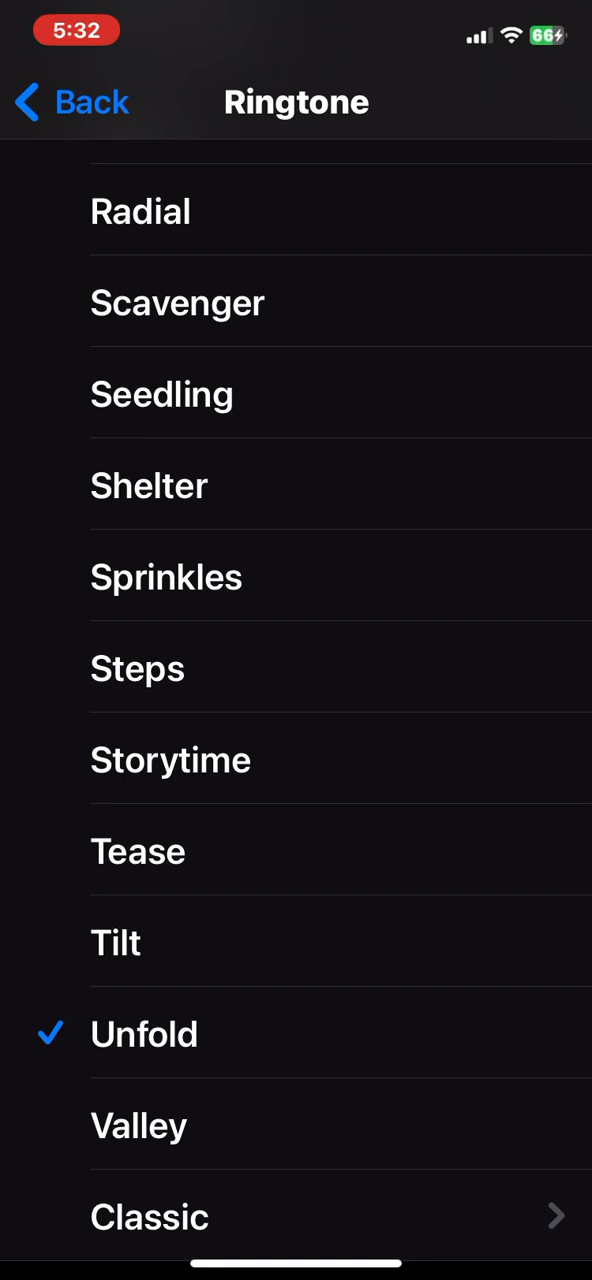 5:32
66
Back
Ringtone
Radial
Scavenger
Seedling
Shelter
Sprinkles
Steps
Storytime
Tease
Tilt
Unfold
Valley
Classic